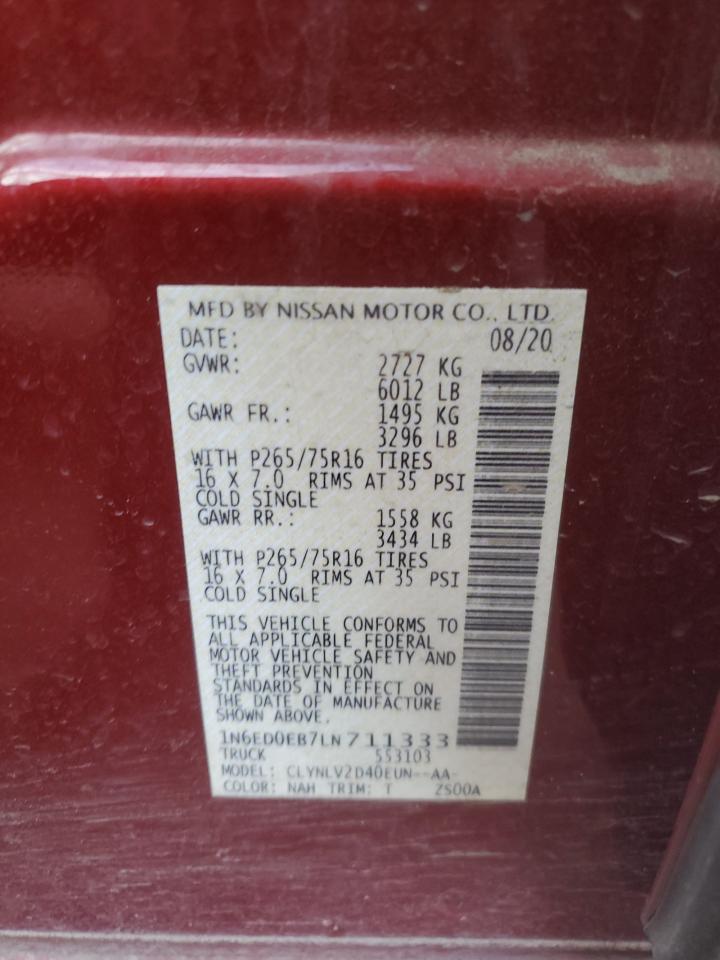 MFD BY NISSAN MOTOR CO., LTD.
DATE: 08/20
GVWR: 2727 KG
6012 LB
GAWR FR.: 1495 KG
3296 LB
WITH P265/75R16 TIRES
16 X 7.0 RIMS AT 35 PSI
COLD SINGLE
GAWR RR.: 1558 KG
3434 LB
WITH P265/75R16 TIRES
16 X 7.0 RIMS AT 35 PSI
COLD SINGLE
THIS VEHICLE CONFORMS TO
ALL APPLICABLE FEDERAL
MOTOR VEHICLE SAFETY AND
THEFT PREVENTION
STANDARDS IN EFFECT ON
THE DATE OF MANUFACTURE
SHOWN ABOVE.
1N6ED0EB7LN711333
TRUCK 553103
MODEL: CLYNLV2D40EUN--AA-
COLOR: NAH TRIM: T ZS00A